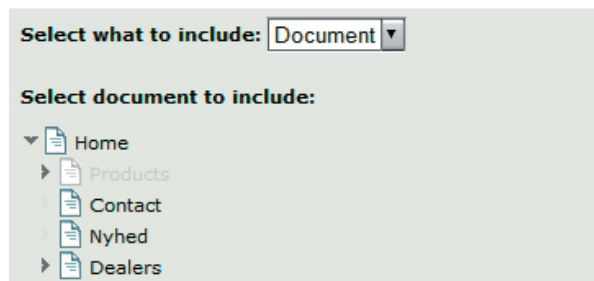 Select what to include: Document
Select document to include:
Home
Products
Contact
Nyhed
Dealers